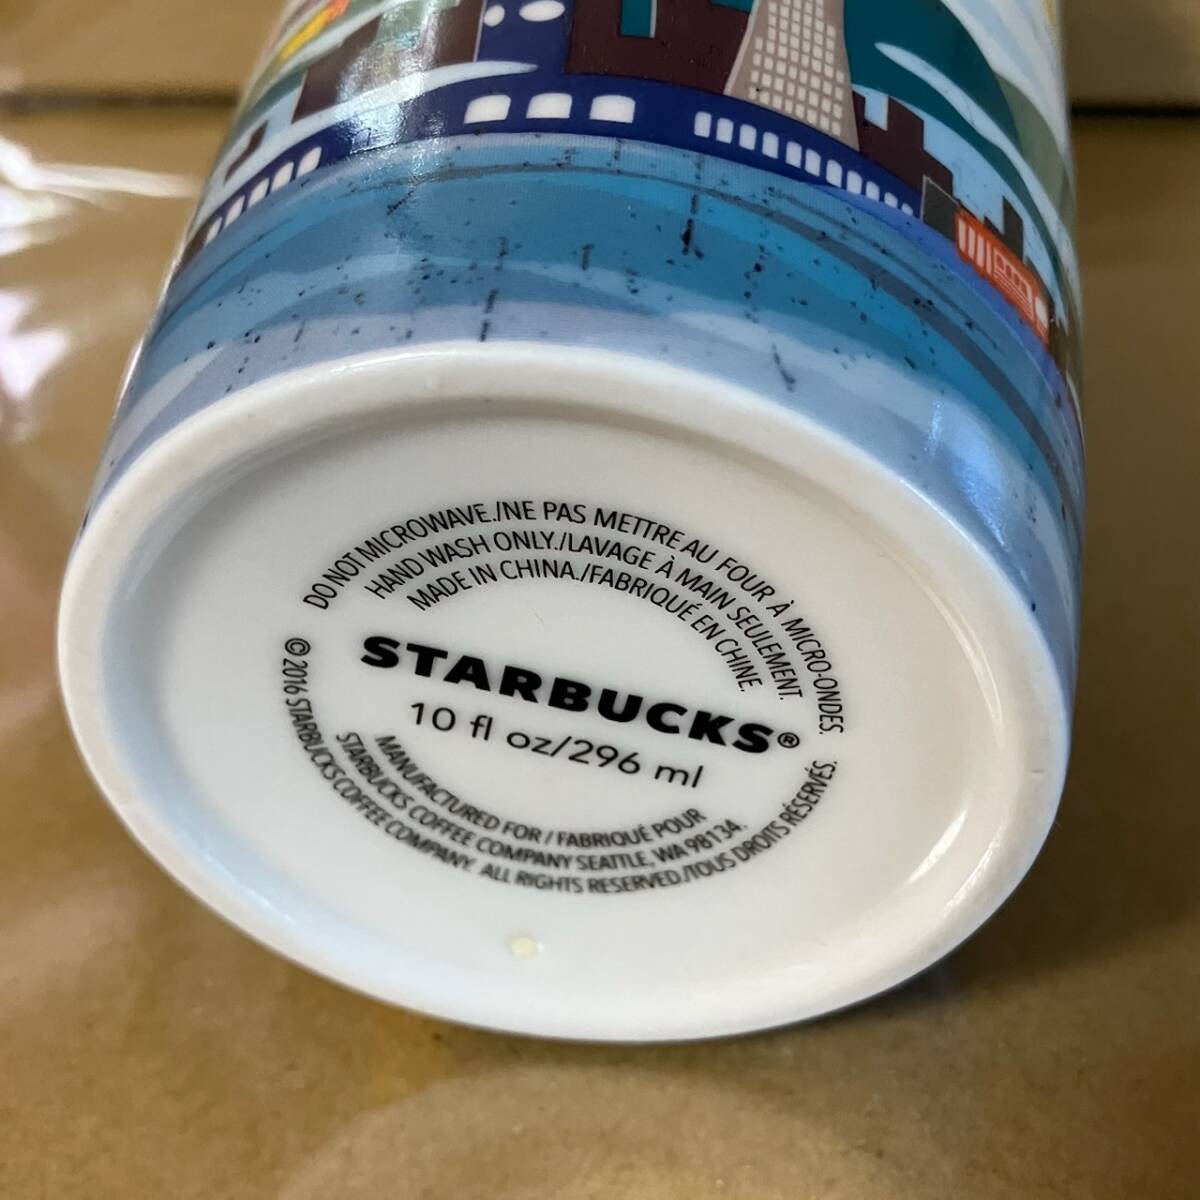 DO NOT MICROWAVE./NE PAS METTRE AU FOUR À MICRO-ONDES.
HAND WASH ONLY./LAVAGE À MAIN SEULEMENT.
MADE IN CHINA./FABRIQUÉ EN CHINE.
STARBUCKS®
10 fl oz/296 ml
MANUFACTURED FOR / FABRIQUÉ POUR
STARBUCKS COFFEE COMPANY SEATTLE, WA 98134.
© 2016 STARBUCKS COFFEE COMPANY. ALL RIGHTS RESERVED./TOUS DROITS RÉSERVÉS.